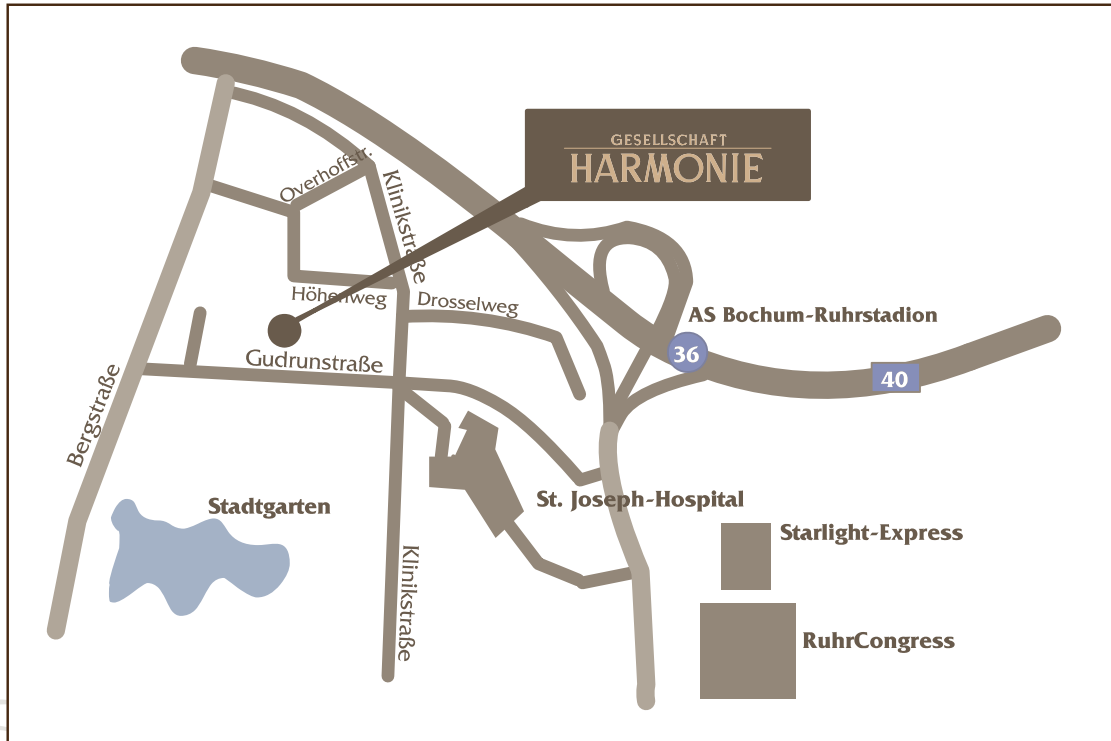 GESELLSCHAFT
HARMONIE
Overhoffstr.
Klinikstraße
Höhenweg
Drosselweg
AS Bochum-Ruhrstadion
36
40
Gudrunstraße
Bergstraße
Stadtgarten
St. Joseph-Hospital
Starlight-Express
Klinikstraße
RuhrCongress